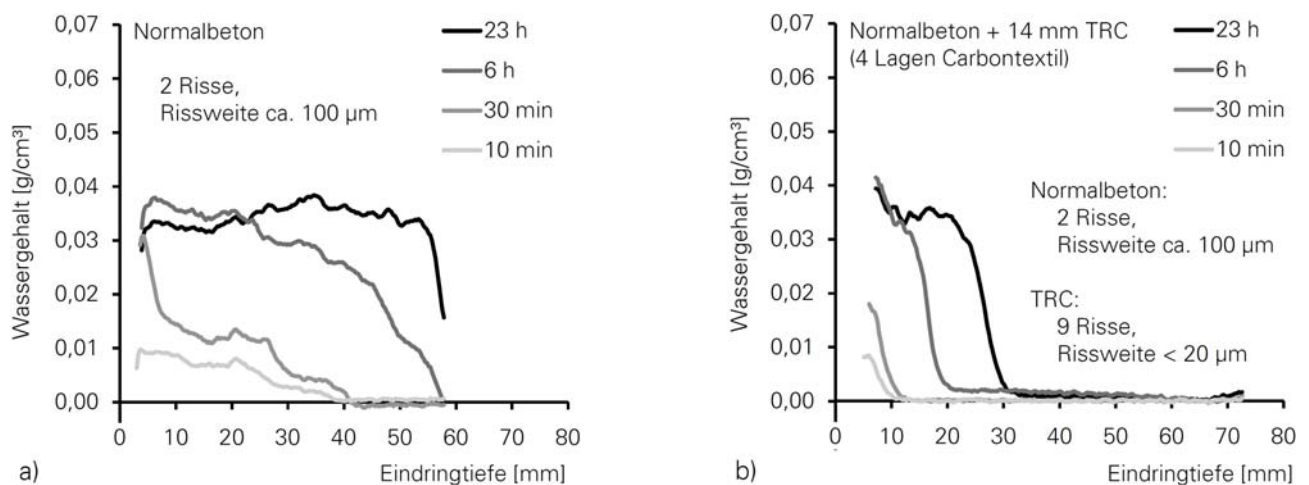 Normalbeton
2 Risse,
Rissweite ca. 100 µm
23 h
6 h
30 min
10 min
Wassergehalt [g/cm³]
0,07
0,06
0,05
0,04
0,03
0,02
0,01
0,00
0 10 20 30 40 50 60 70 80
Eindringtiefe [mm]
a)
Normalbeton + 14 mm TRC
(4 Lagen Carbontextil)
23 h
6 h
30 min
10 min
Normalbeton:
2 Risse,
Rissweite ca. 100 µm
TRC:
9 Risse,
Rissweite < 20 µm
Wassergehalt [g/cm³]
0,07
0,06
0,05
0,04
0,03
0,02
0,01
0,00
0 10 20 30 40 50 60 70 80
Eindringtiefe [mm]
b)